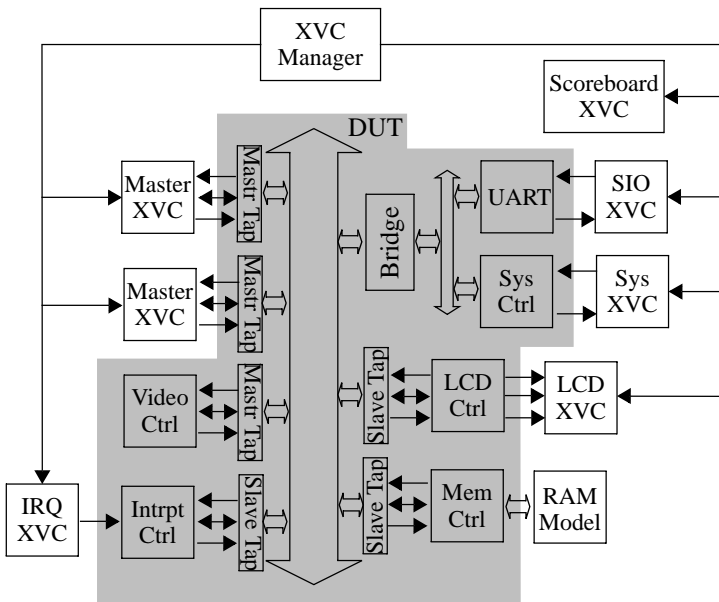 XVC
Manager
Scoreboard
XVC
DUT
Master
XVC
Mastr Tap
Bridge
UART
SIO
XVC
Master
XVC
Mastr Tap
Sys
Ctrl
Sys
XVC
Video
Ctrl
Mastr Tap
Slave Tap
LCD
Ctrl
LCD
XVC
IRQ
XVC
Intrpt
Ctrl
Slave Tap
Slave Tap
Mem
Ctrl
RAM
Model